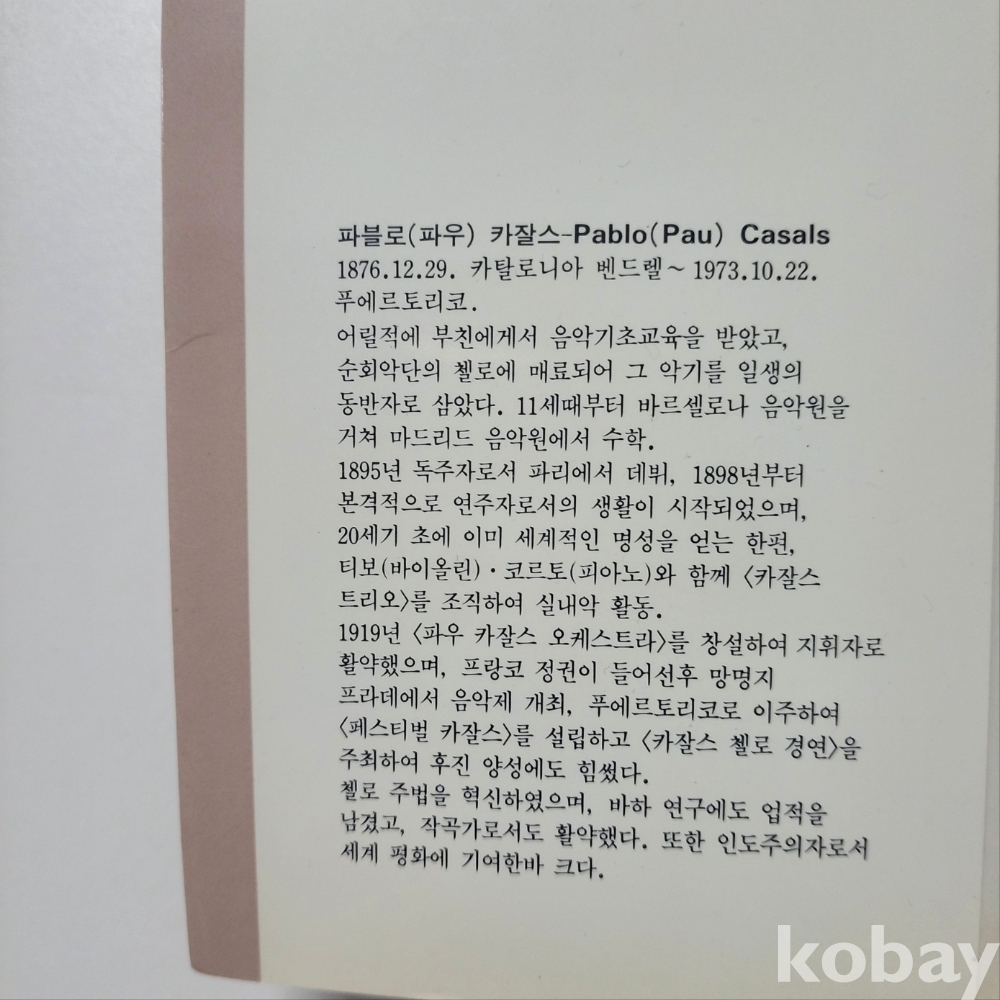 파블로(파우) 카잘스-Pablo(Pau) Casals
1876.12.29. 카탈로니아 벤드렐~1973.10.22.
푸에르토리코.
어릴적에 부친에게서 음악기초교육을 받았고,
순회악단의 첼로에 매료되어 그 악기를 일생의
동반자로 삼았다. 11세때부터 바르셀로나 음악원을
거쳐 마드리드 음악원에서 수학.
1895년 독주자로서 파리에서 데뷔, 1898년부터
본격적으로 연주자로서의 생활이 시작되었으며,
20세기 초에 이미 세계적인 명성을 얻는 한편,
티보(바이올린)·코르토(피아노)와 함께 〈카잘스
트리오〉를 조직하여 실내악 활동.
1919년 〈파우 카잘스 오케스트라〉를 창설하여 지휘자로
활약했으며, 프랑코 정권이 들어선후 망명지
프라데에서 음악제 개최, 푸에르토리코로 이주하여
〈페스티벌 카잘스〉를 설립하고 〈카잘스 첼로 경연〉을
주최하여 후진 양성에도 힘썼다.
첼로 주법을 혁신하였으며, 바하 연구에도 업적을
남겼고, 작곡가로서도 활약했다. 또한 인도주의자로서
세계 평화에 기여한바 크다.
kobay